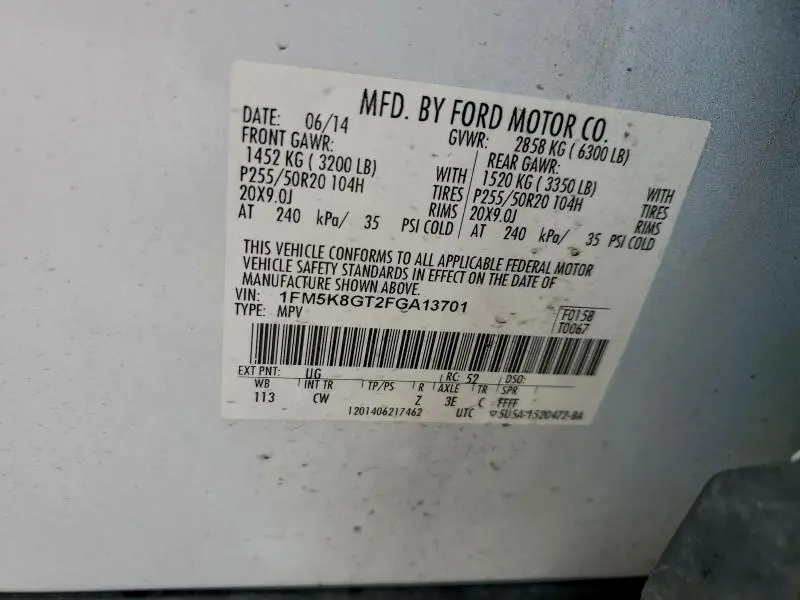 MFD. BY FORD MOTOR CO.
DATE: 06/14 GVWR: 2858 KG ( 6300 LB)
FRONT GAWR: REAR GAWR:
1452 KG ( 3200 LB) WITH 1520 KG ( 3350 LB) WITH
P255/50R20 104H TIRES P255/50R20 104H TIRES
20X9.0J RIMS 20X9.0J RIMS
AT 240 kPa/ 35 PSI COLD AT 240 kPa/ 35 PSI COLD
THIS VEHICLE CONFORMS TO ALL APPLICABLE FEDERAL MOTOR
VEHICLE SAFETY STANDARDS IN EFFECT ON THE DATE OF
MANUFACTURE SHOWN ABOVE.
VIN: 1FM5K8GT2FGA13701
TYPE: MPV F0158
T0067
EXT PNT: UG RC: 52 DSO:
WB INT TR TP/PS R AXLE TR SPR
113 CW Z 3E C FFFF
1201406217462 UTC 5U5A-1520472-BA